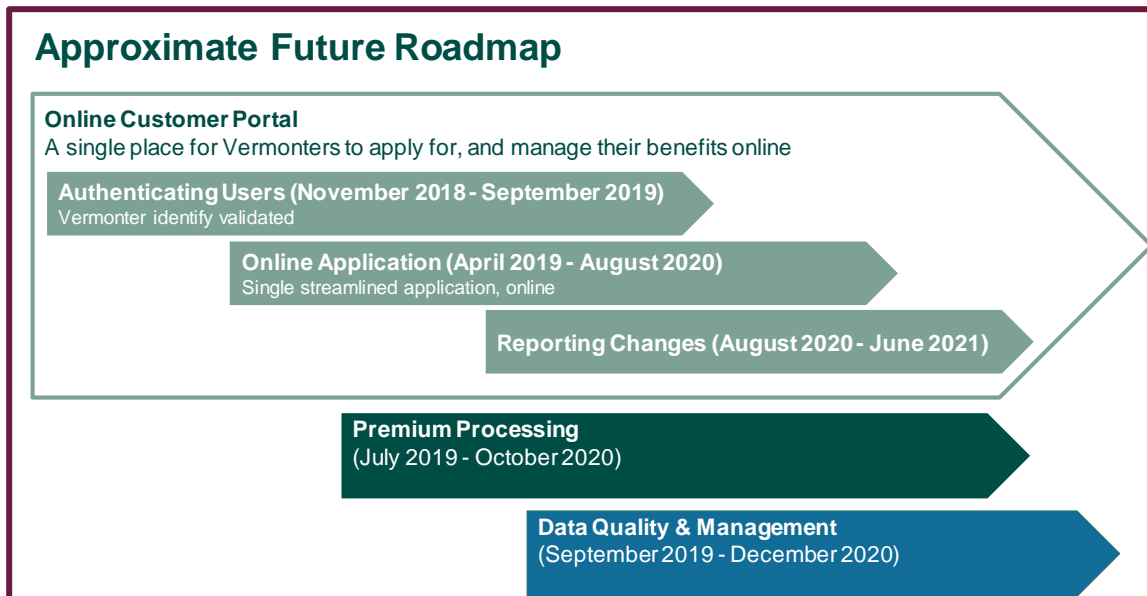 Approximate Future Roadmap
Online Customer Portal
A single place for Vermonters to apply for, and manage their benefits online
Authenticating Users (November 2018 - September 2019)
Vermonter identify validated
Online Application (April 2019 - August 2020)
Single streamlined application, online
Reporting Changes (August 2020 - June 2021)
Premium Processing
(July 2019 - October 2020)
Data Quality & Management
(September 2019 - December 2020)